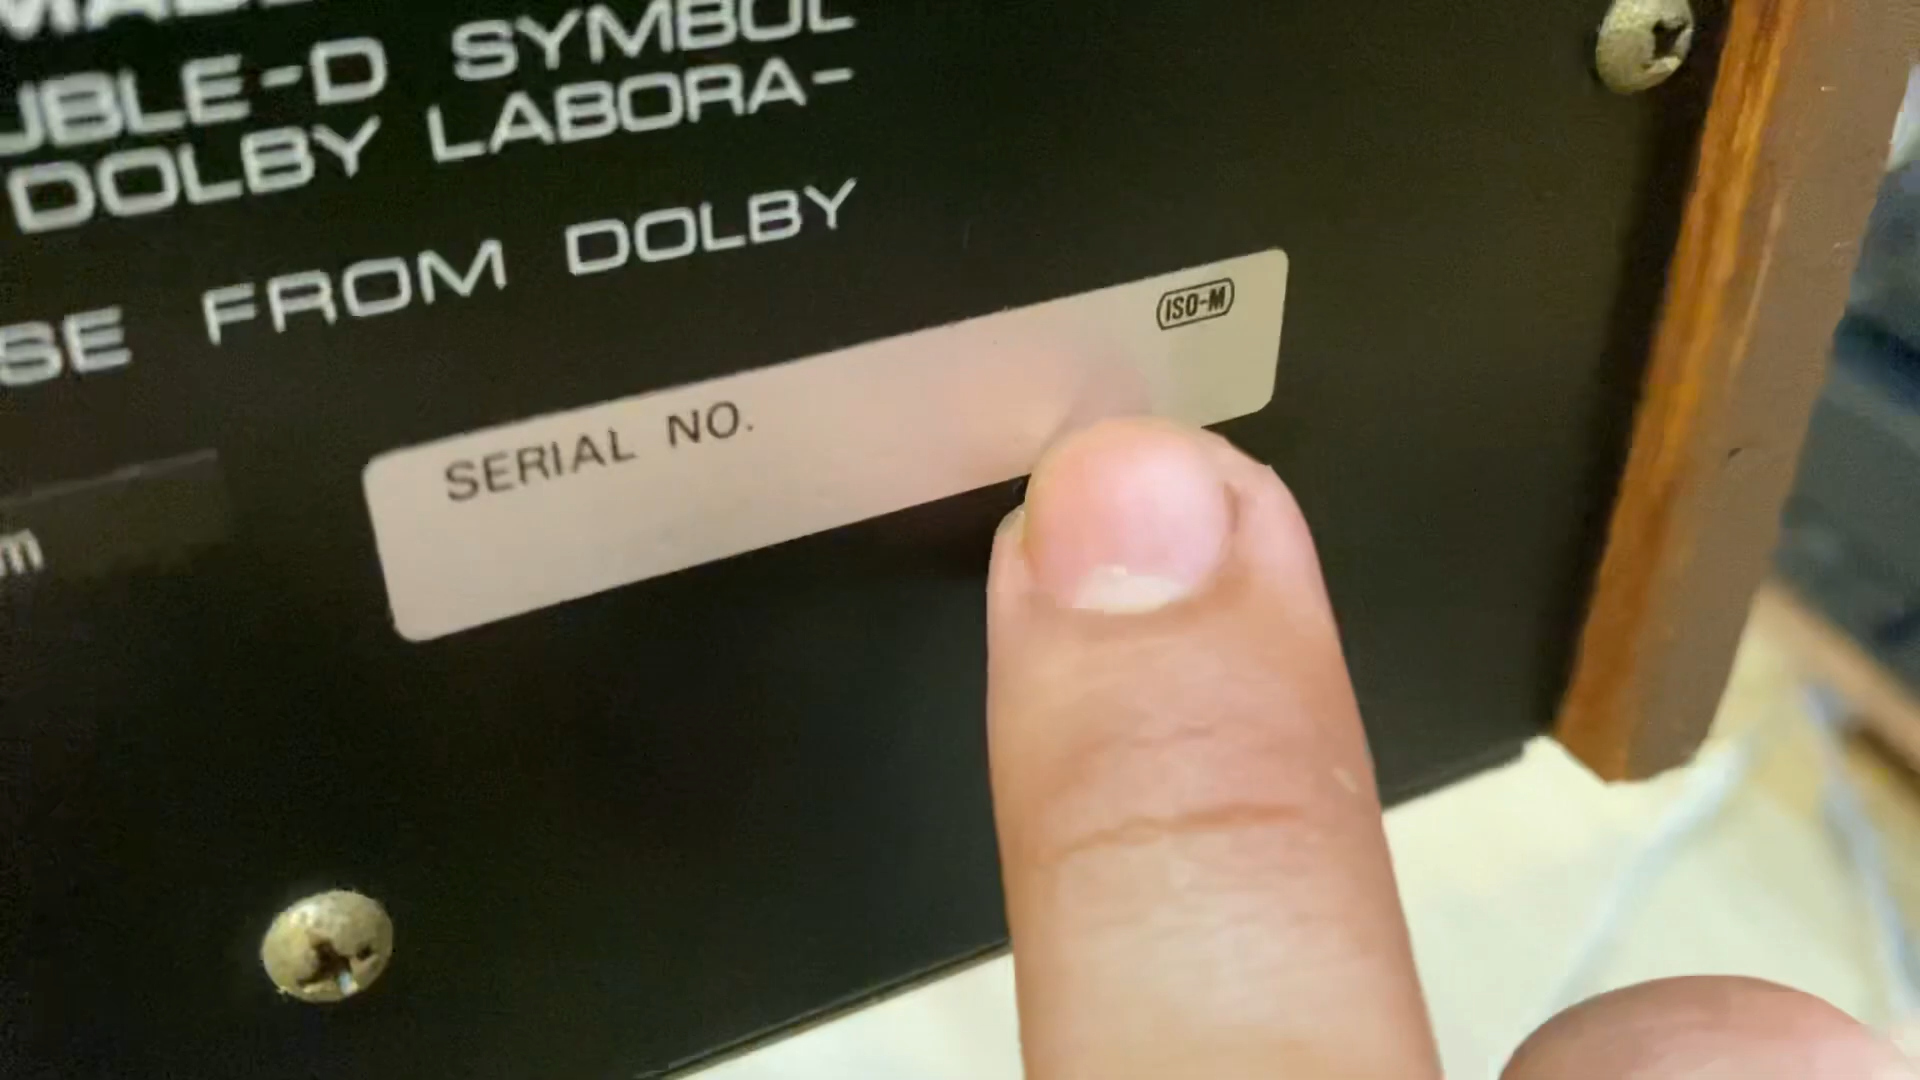 UBLE-D SYMBOL
DOLBY LABORA-
SE FROM DOLBY
ISO-M
SERIAL NO.
m